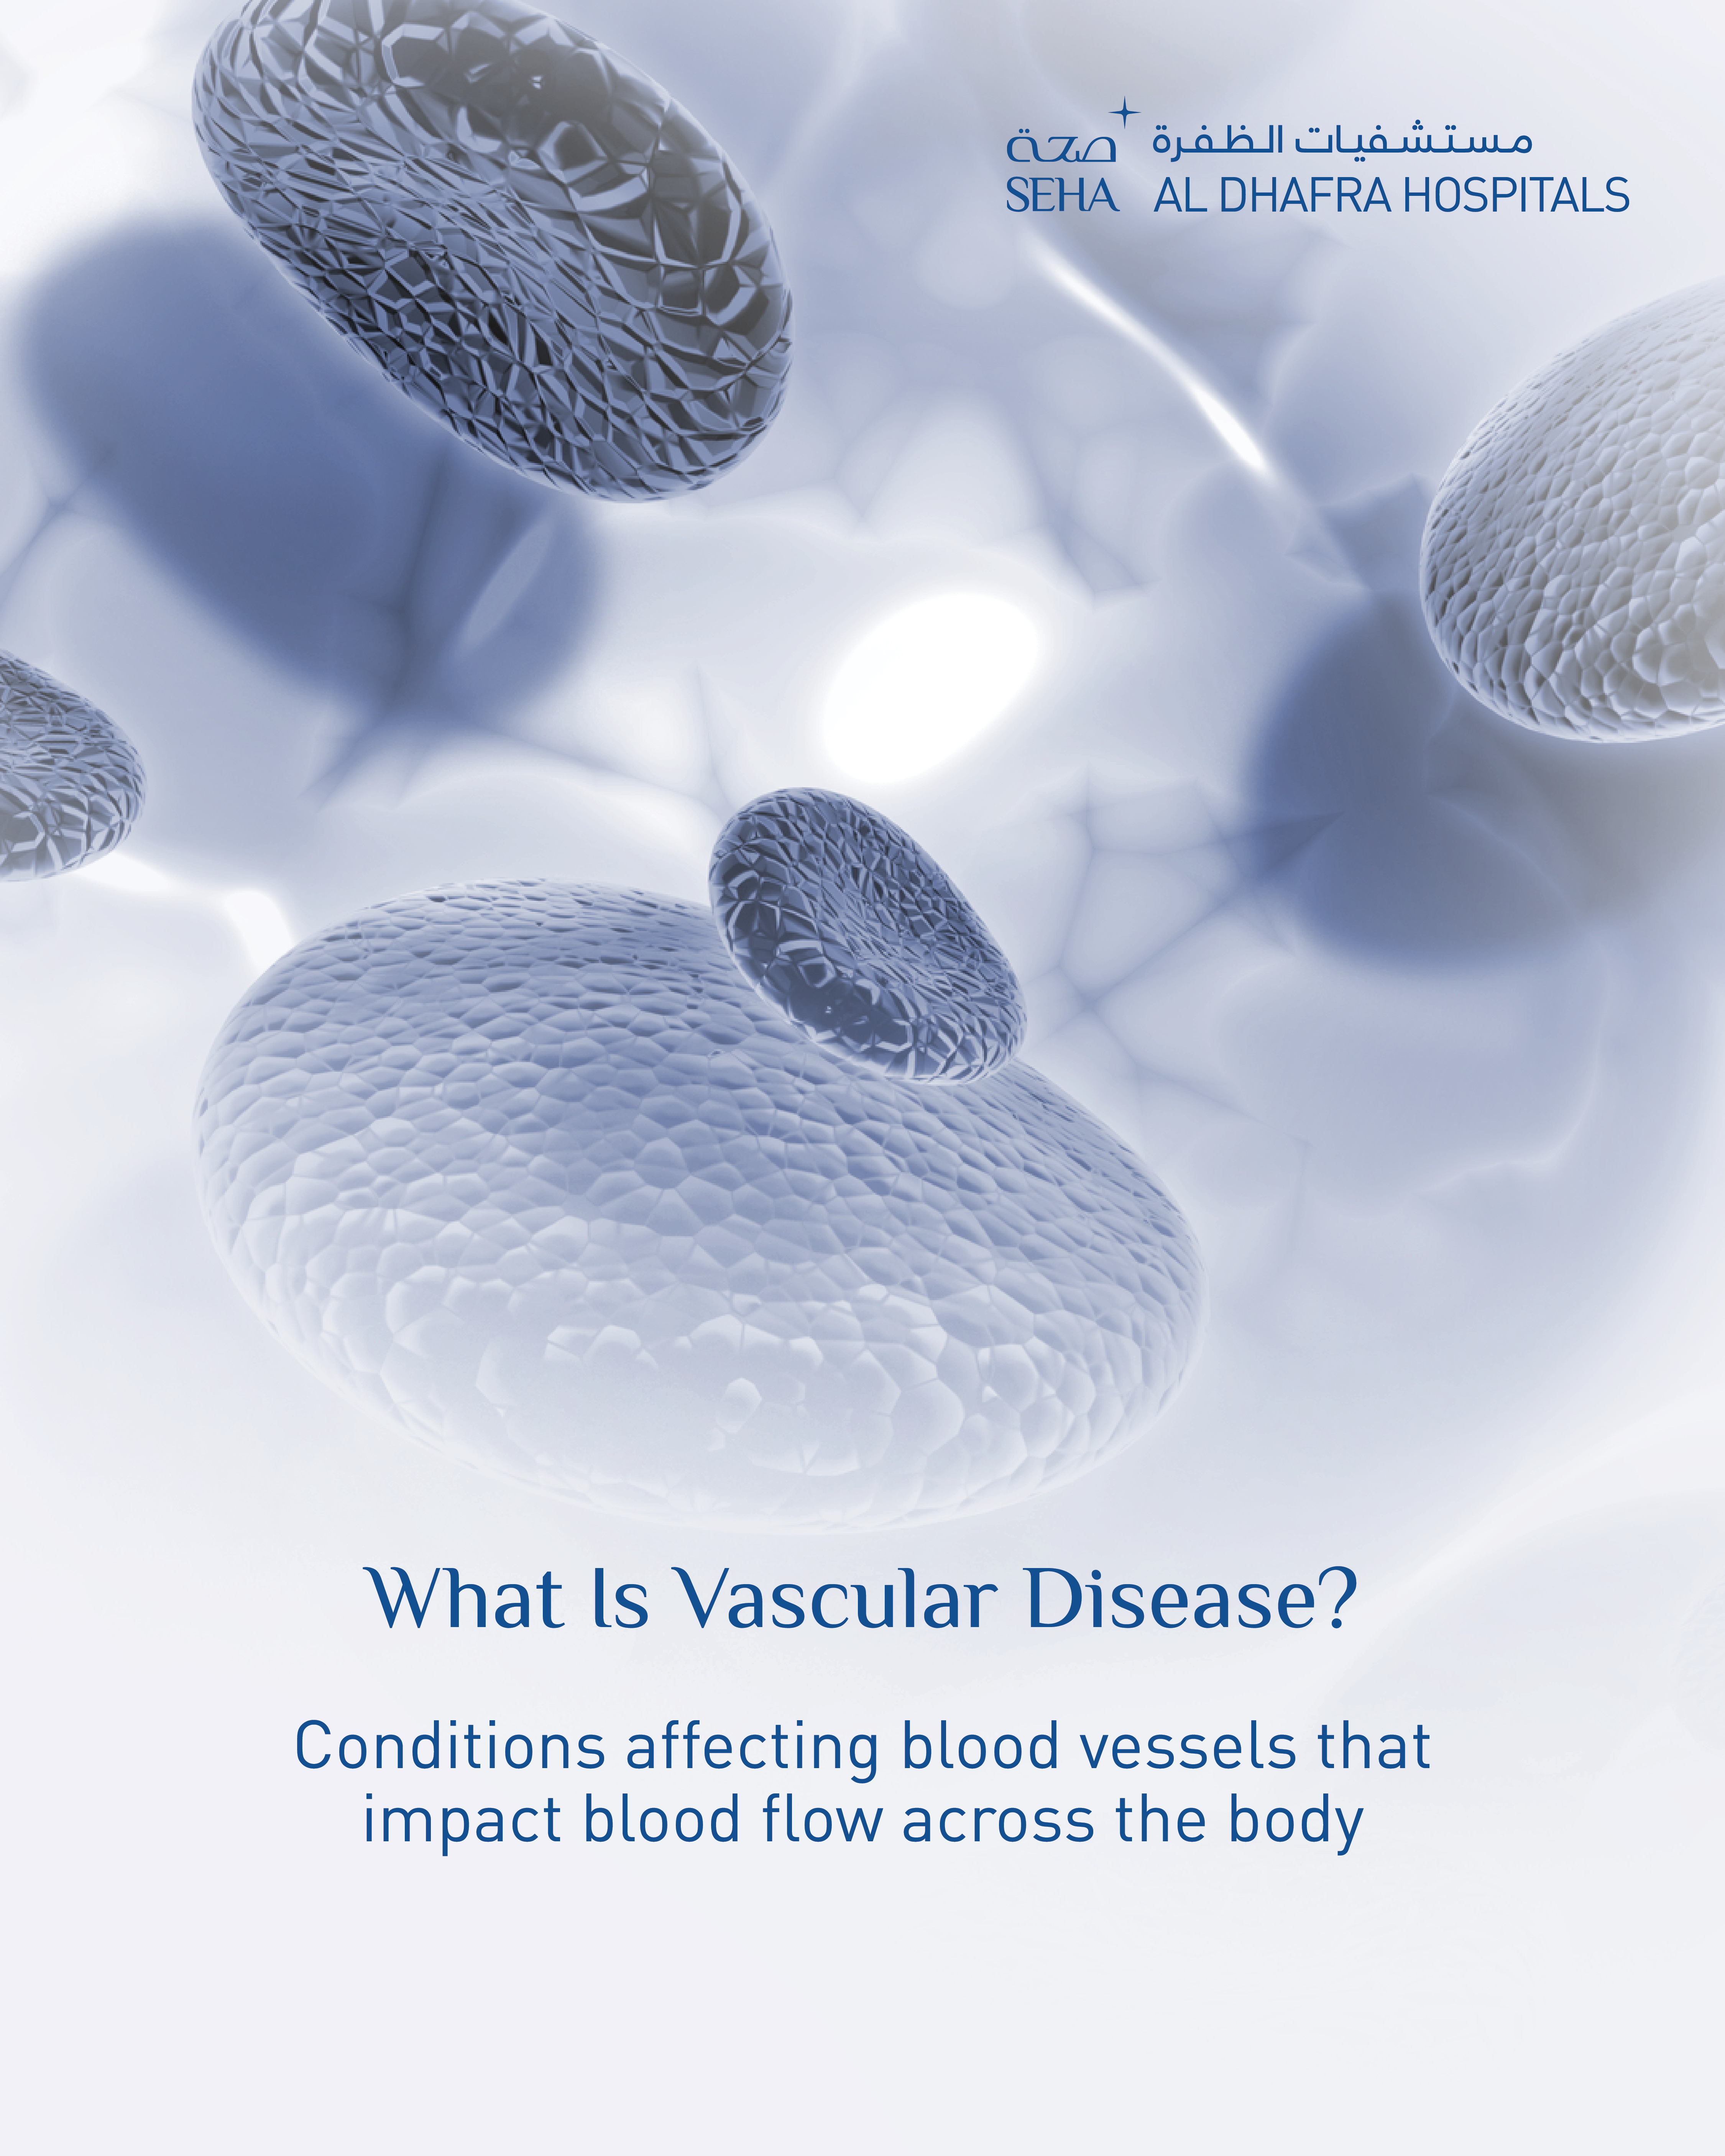 صحة
مستشفيات الظفرة
SEHA
AL DHAFRA HOSPITALS
What Is Vascular Disease?
Conditions affecting blood vessels that
impact blood flow across the body